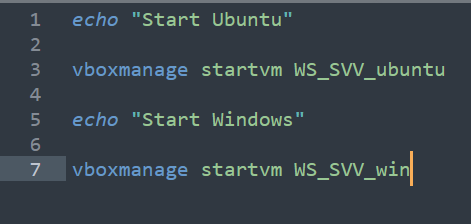 1 echo "Start Ubuntu"
2
3 vboxmanage startvm WS_SVV_ubuntu
4
5 echo "Start Windows"
6
7 vboxmanage startvm WS_SVV_win